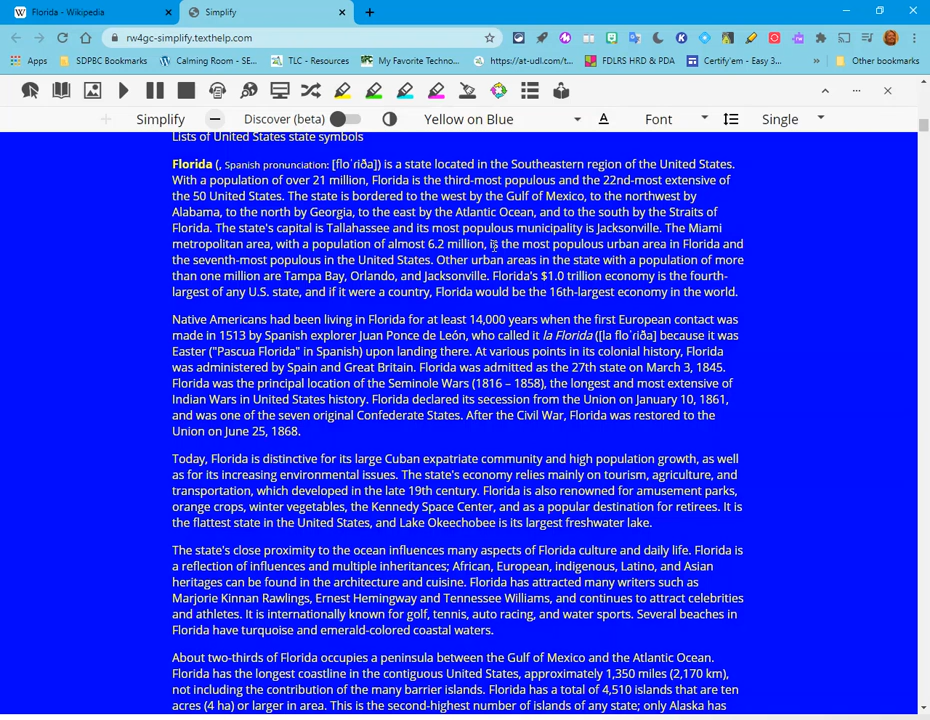 Florida - Wikipedia
Simplify
rw4gc-simplify.texthelp.com
Apps
SDPBC Bookmarks
Calming Room - SE...
TLC - Resources
My Favorite Techno...
https://at-udl.com/t...
FDLRS HRD & PDA
Certify'em - Easy 3...
»
Other bookmarks
Simplify
Discover (beta)
Yellow on Blue
A
Font
Single
Lists of United States state symbols
Florida (, Spanish pronunciation: [floˈɾiða]) is a state located in the Southeastern region of the United States.
With a population of over 21 million, Florida is the third-most populous and the 22nd-most extensive of
the 50 United States. The state is bordered to the west by the Gulf of Mexico, to the northwest by
Alabama, to the north by Georgia, to the east by the Atlantic Ocean, and to the south by the Straits of
Florida. The state's capital is Tallahassee and its most populous municipality is Jacksonville. The Miami
metropolitan area, with a population of almost 6.2 million, is the most populous urban area in Florida and
the seventh-most populous in the United States. Other urban areas in the state with a population of more
than one million are Tampa Bay, Orlando, and Jacksonville. Florida's $1.0 trillion economy is the fourth-
largest of any U.S. state, and if it were a country, Florida would be the 16th-largest economy in the world.
Native Americans had been living in Florida for at least 14,000 years when the first European contact was
made in 1513 by Spanish explorer Juan Ponce de León, who called it la Florida ([la floˈɾiða] because it was
Easter ("Pascua Florida" in Spanish) upon landing there. At various points in its colonial history, Florida
was administered by Spain and Great Britain. Florida was admitted as the 27th state on March 3, 1845.
Florida was the principal location of the Seminole Wars (1816 – 1858), the longest and most extensive of
Indian Wars in United States history. Florida declared its secession from the Union on January 10, 1861,
and was one of the seven original Confederate States. After the Civil War, Florida was restored to the
Union on June 25, 1868.
Today, Florida is distinctive for its large Cuban expatriate community and high population growth, as well
as for its increasing environmental issues. The state's economy relies mainly on tourism, agriculture, and
transportation, which developed in the late 19th century. Florida is also renowned for amusement parks,
orange crops, winter vegetables, the Kennedy Space Center, and as a popular destination for retirees. It is
the flattest state in the United States, and Lake Okeechobee is its largest freshwater lake.
The state's close proximity to the ocean influences many aspects of Florida culture and daily life. Florida is
a reflection of influences and multiple inheritances; African, European, indigenous, Latino, and Asian
heritages can be found in the architecture and cuisine. Florida has attracted many writers such as
Marjorie Kinnan Rawlings, Ernest Hemingway and Tennessee Williams, and continues to attract celebrities
and athletes. It is internationally known for golf, tennis, auto racing, and water sports. Several beaches in
Florida have turquoise and emerald-colored coastal waters.
About two-thirds of Florida occupies a peninsula between the Gulf of Mexico and the Atlantic Ocean.
Florida has the longest coastline in the contiguous United States, approximately 1,350 miles (2,170 km),
not including the contribution of the many barrier islands. Florida has a total of 4,510 islands that are ten
acres (4 ha) or larger in area. This is the second-highest number of islands of any state; only Alaska has